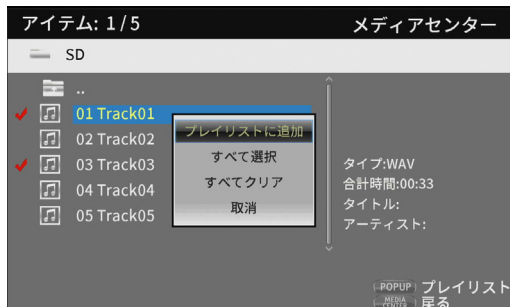 アイテム: 1/5 メディアセンター
SD
..
01 Track01
02 Track02
03 Track03
04 Track04
05 Track05
プレイリストに追加
すべて選択
すべてクリア
取消
タイプ:WAV
合計時間:00:33
タイトル:
アーティスト:
POPUP プレイリスト
MEDIA CENTER 戻る